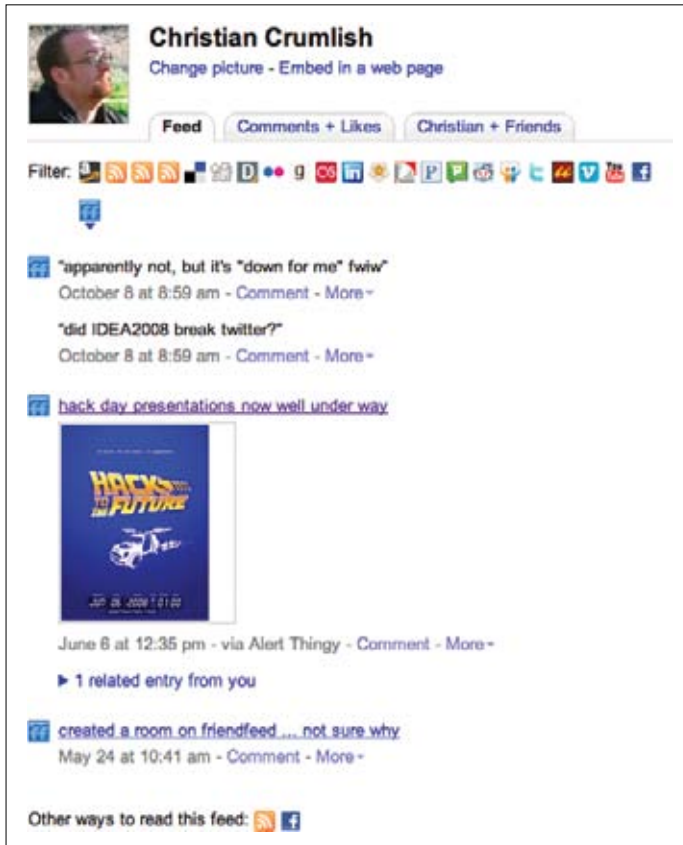 Christian Crumlish
Change picture - Embed in a web page
Feed Comments + Likes Christian + Friends
Filter:
"apparently not, but it's "down for me" fwiw"
October 8 at 8:59 am - Comment - More
"did IDEA2008 break twitter?"
October 8 at 8:59 am - Comment - More
hack day presentations now well under way
HACKS
TO THE FUTURE
June 6 at 12:35 pm - via Alert Thingy - Comment - More
1 related entry from you
created a room on friendfeed ... not sure why
May 24 at 10:41 am - Comment - More
Other ways to read this feed: